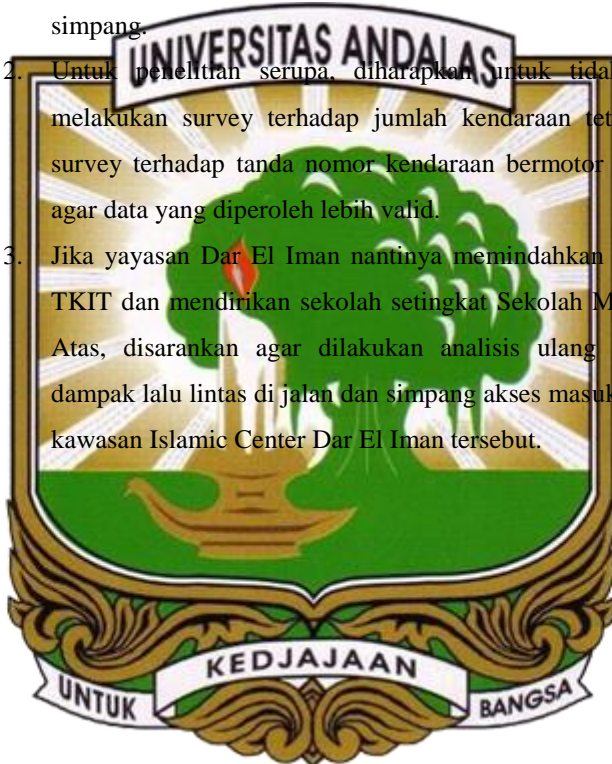 simpang.
UNIVERSITAS ANDALAS
2. Untuk penelitian serupa, diharapkan untuk
melakukan survey terhadap jumlah kendaraan
survey terhadap tanda nomor kendaraan bermotor
agar data yang diperoleh lebih valid.
3. Jika yayasan Dar El Iman nantinya memindahkan
TKIT dan mendirikan sekolah setingkat Sekolah
Atas, disarankan agar dilakukan analisis ulang
dampak lalu lintas di jalan dan simpang akses masuk
kawasan Islamic Center Dar El Iman tersebut.
UNTUK KEDJAJAAN BANGSA